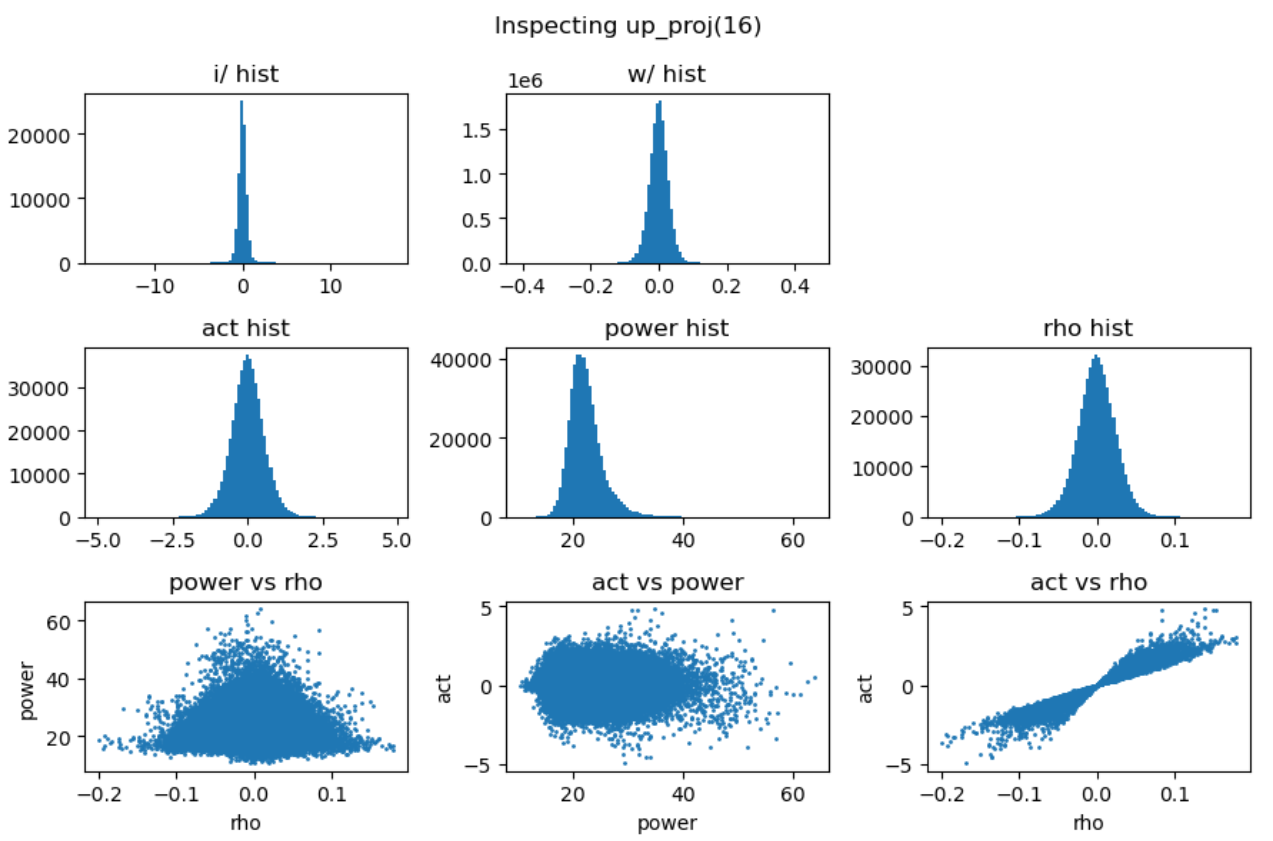 Inspecting up_proj(16)
i/ hist
20000
10000
0
−10 0 10
w/ hist
1e6
1.5
1.0
0.5
0.0
−0.4 −0.2 0.0 0.2 0.4
act hist
30000
20000
10000
0
−5.0 −2.5 0.0 2.5 5.0
power hist
40000
20000
0
20 40 60
rho hist
30000
20000
10000
0
−0.2 −0.1 0.0 0.1
power vs rho
power
60
40
20
−0.2 −0.1 0.0 0.1
rho
act vs power
act
5
0
−5
20 40 60
power
act vs rho
act
5
0
−5
−0.2 −0.1 0.0 0.1
rho